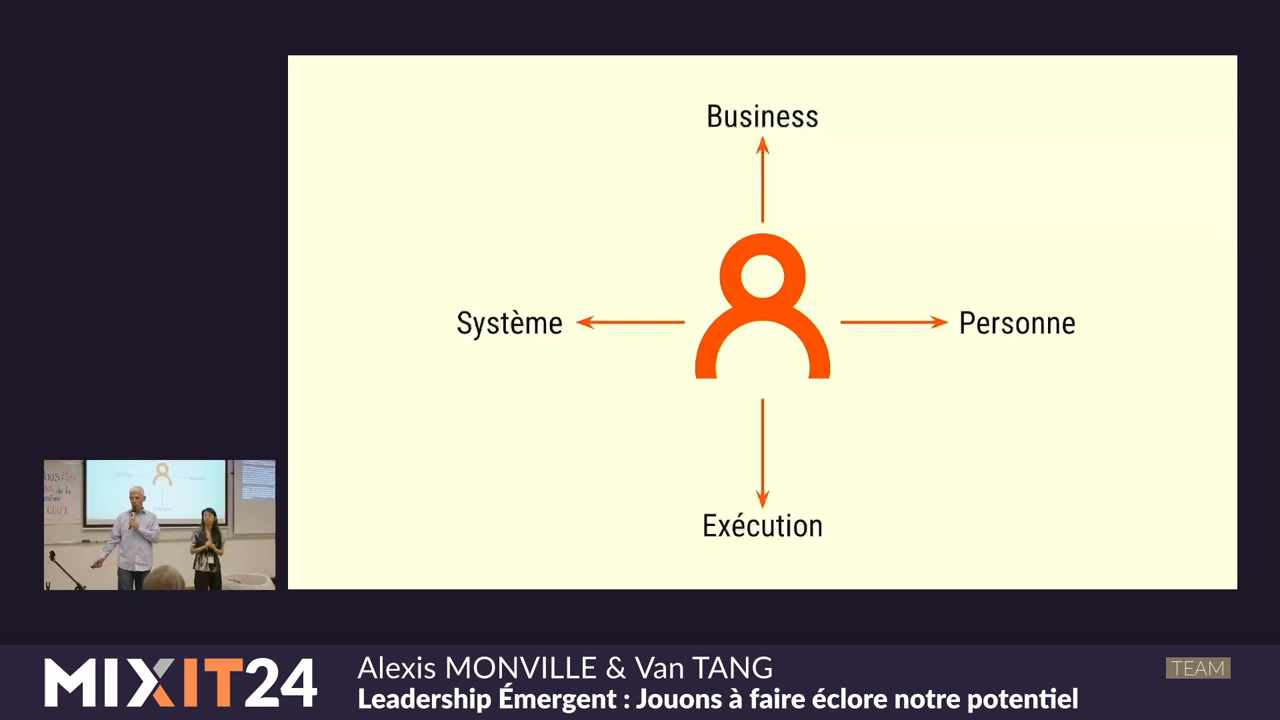 Business
Système
Personne
Exécution
MIXIT24
Alexis MONVILLE & Van TANG
Leadership Émergent : Jouons à faire éclore notre potentiel
TEAM